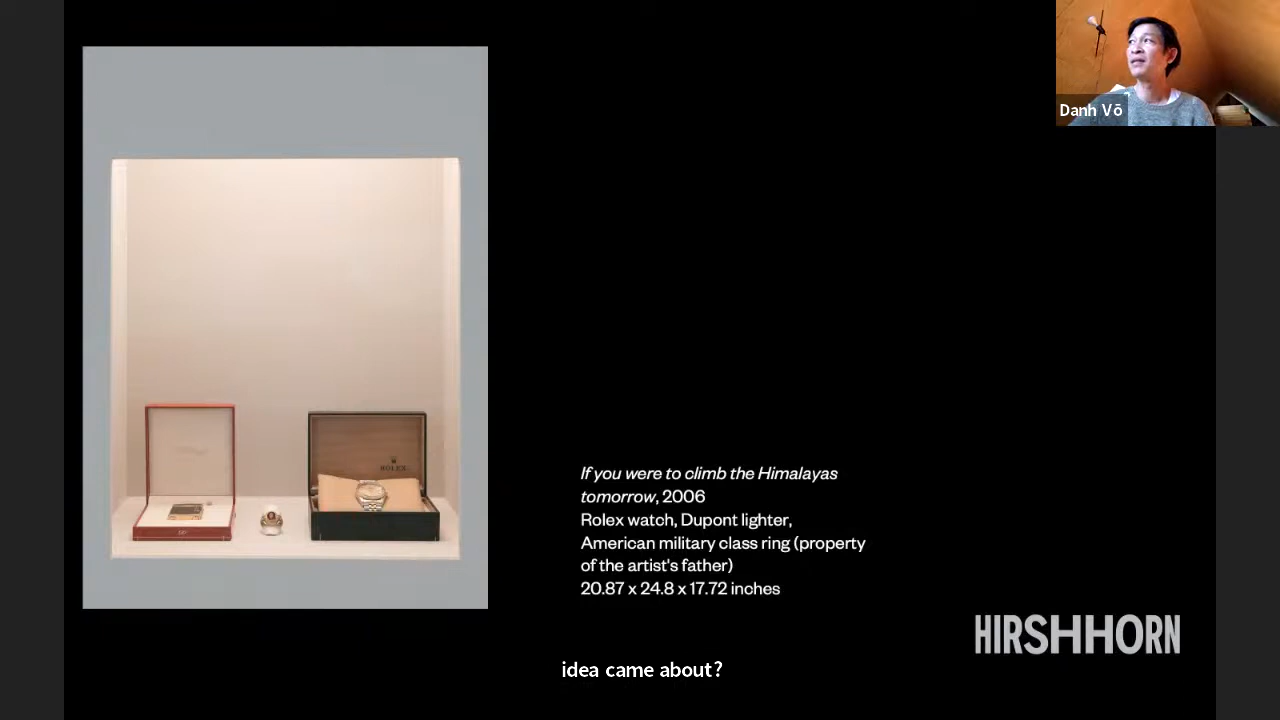 Danh Võ
ROLEX
If you were to climb the Himalayas
tomorrow, 2006
Rolex watch, Dupont lighter,
American military class ring (property
of the artist's father)
20.87 x 24.8 x 17.72 inches
HIRSHHORN
idea came about?